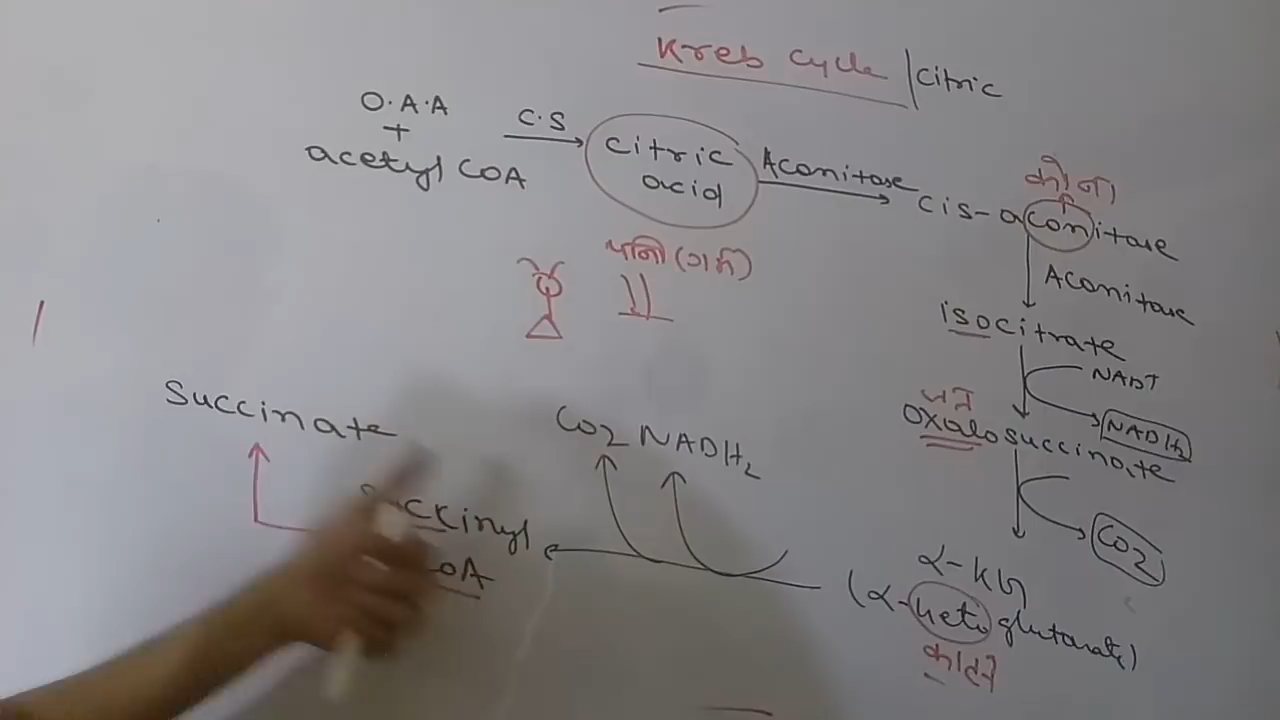 Kreb cycle / citric
O.A.A
+
acetyl COA
C.S
citric
acid
Aconitase
cis-aconitase
पानी (गर्म)
Aconitase
isocitrate
NAD+
NADH2
oxalosuccinate
CO2
α-KG
(α-keto glutarate)
CO2 NADH2
succinyl
COA
Succinate